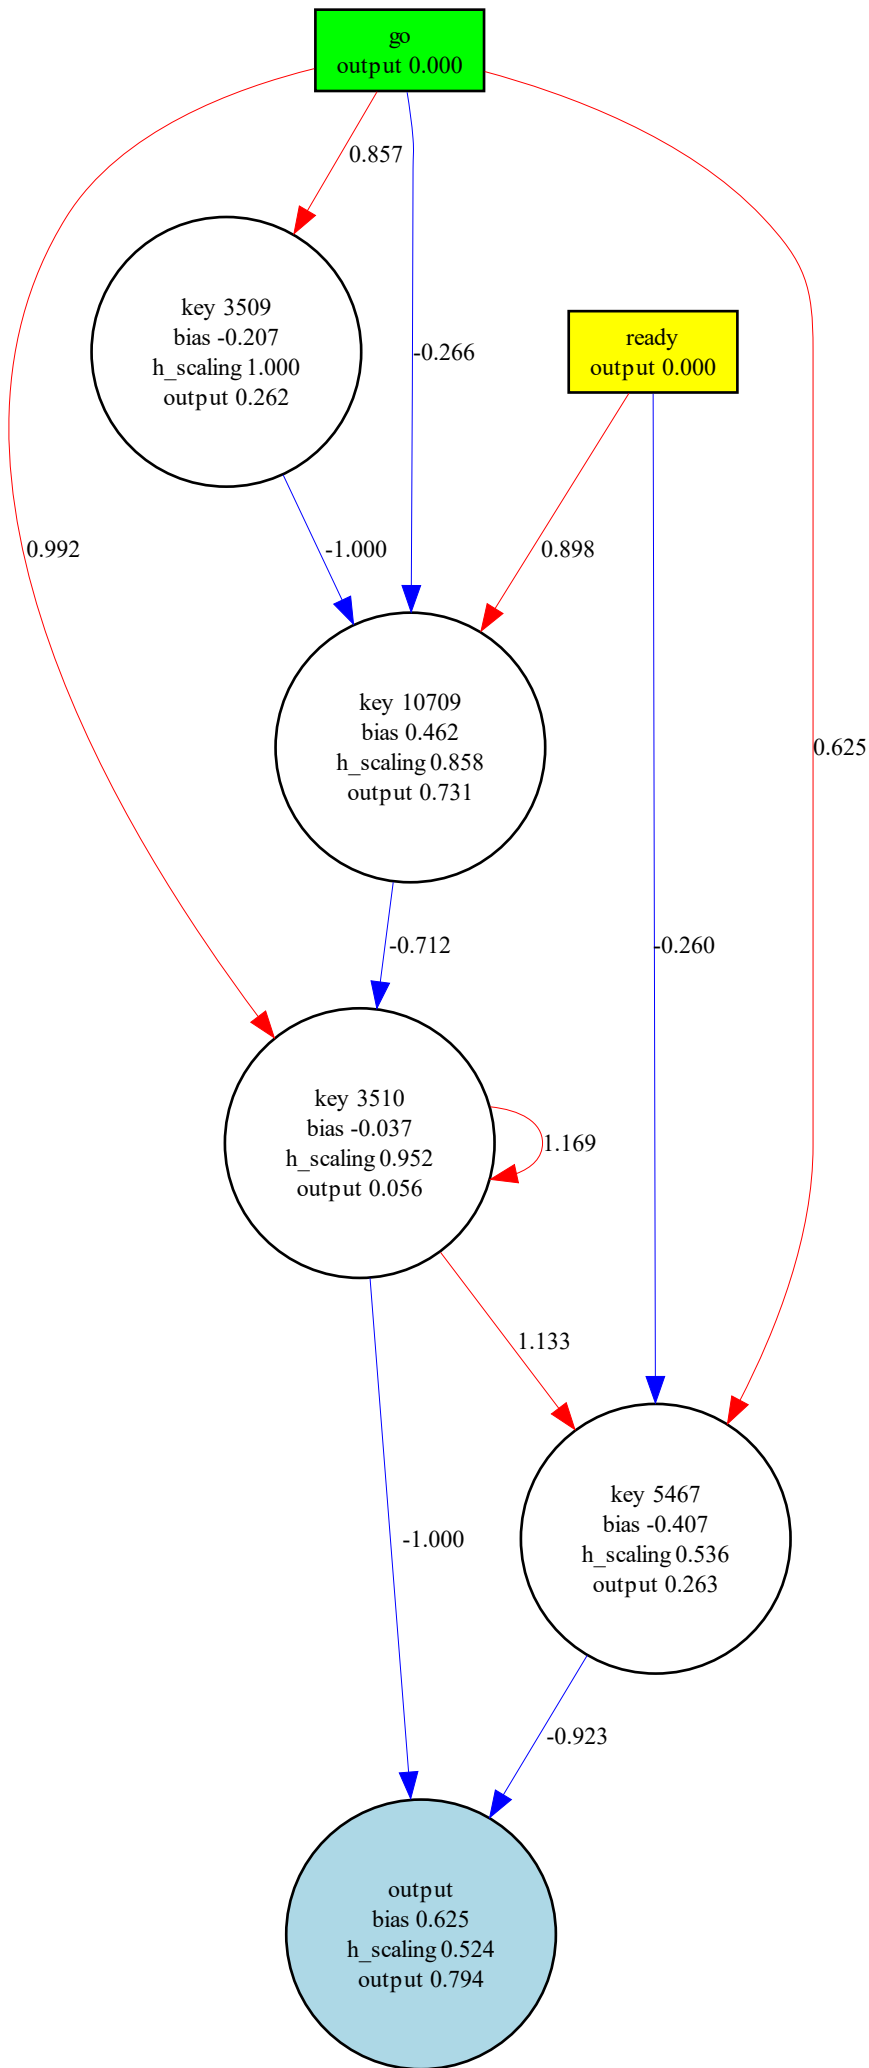 go
output 0.000
0.857
key 3509
bias -0.207
h_scaling 1.000
output 0.262
-0.266
ready
output 0.000
0.992
-1.000
0.898
key 10709
bias 0.462
h_scaling 0.858
output 0.731
0.625
-0.712
-0.260
key 3510
bias -0.037
h_scaling 0.952
output 0.056
1.169
1.133
key 5467
bias -0.407
h_scaling 0.536
output 0.263
-1.000
-0.923
output
bias 0.625
h_scaling 0.524
output 0.794